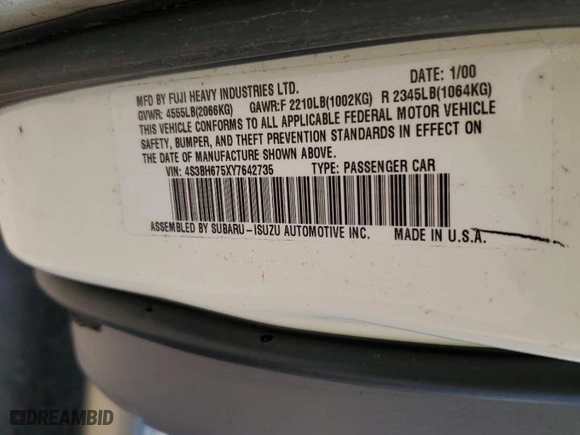 MFD BY FUJI HEAVY INDUSTRIES LTD. DATE: 1/00
GVWR: 4555LB(2066KG) GAWR:F 2210LB(1002KG) R 2345LB(1064KG)
THIS VEHICLE CONFORMS TO ALL APPLICABLE FEDERAL MOTOR VEHICLE
SAFETY, BUMPER, AND THEFT PREVENTION STANDARDS IN EFFECT ON
THE DATE OF MANUFACTURE SHOWN ABOVE.
VIN: 4S3BH675XY7642735 TYPE: PASSENGER CAR
ASSEMBLED BY SUBARU-ISUZU AUTOMOTIVE INC. MADE IN U.S.A.
DREAMBID